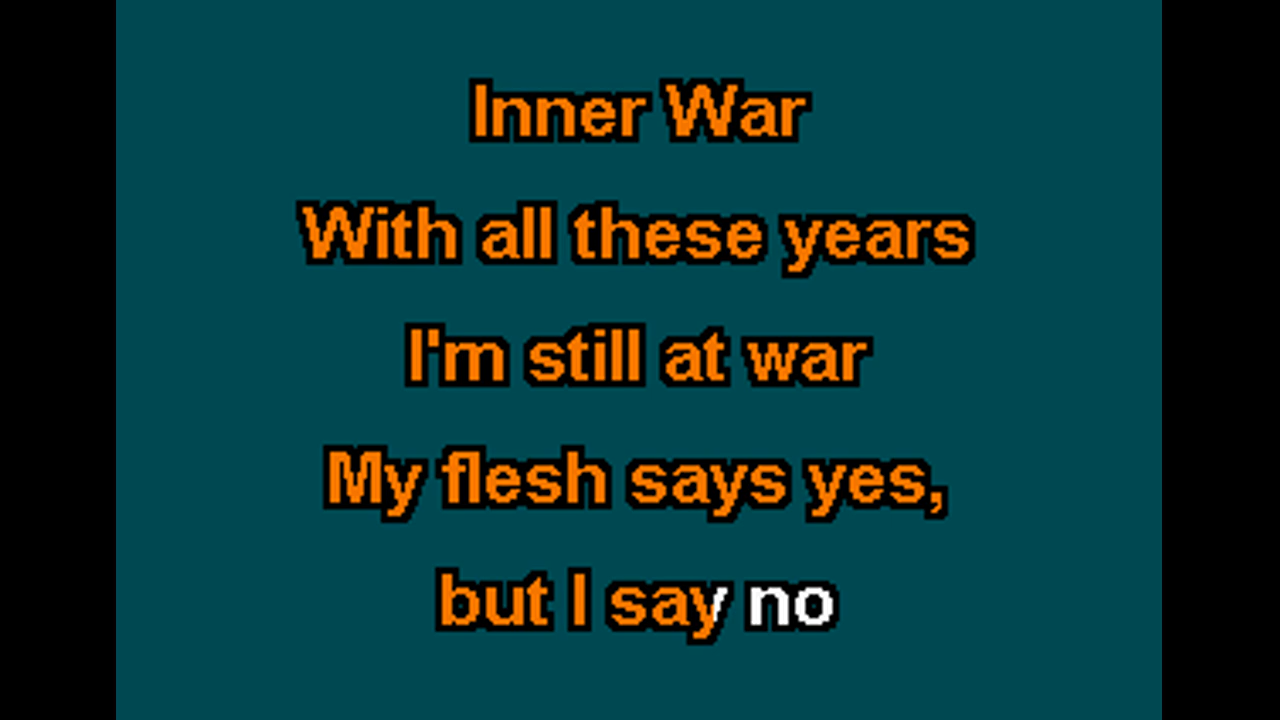 Inner War
With all these years
I'm still at war
My flesh says yes,
but I say no